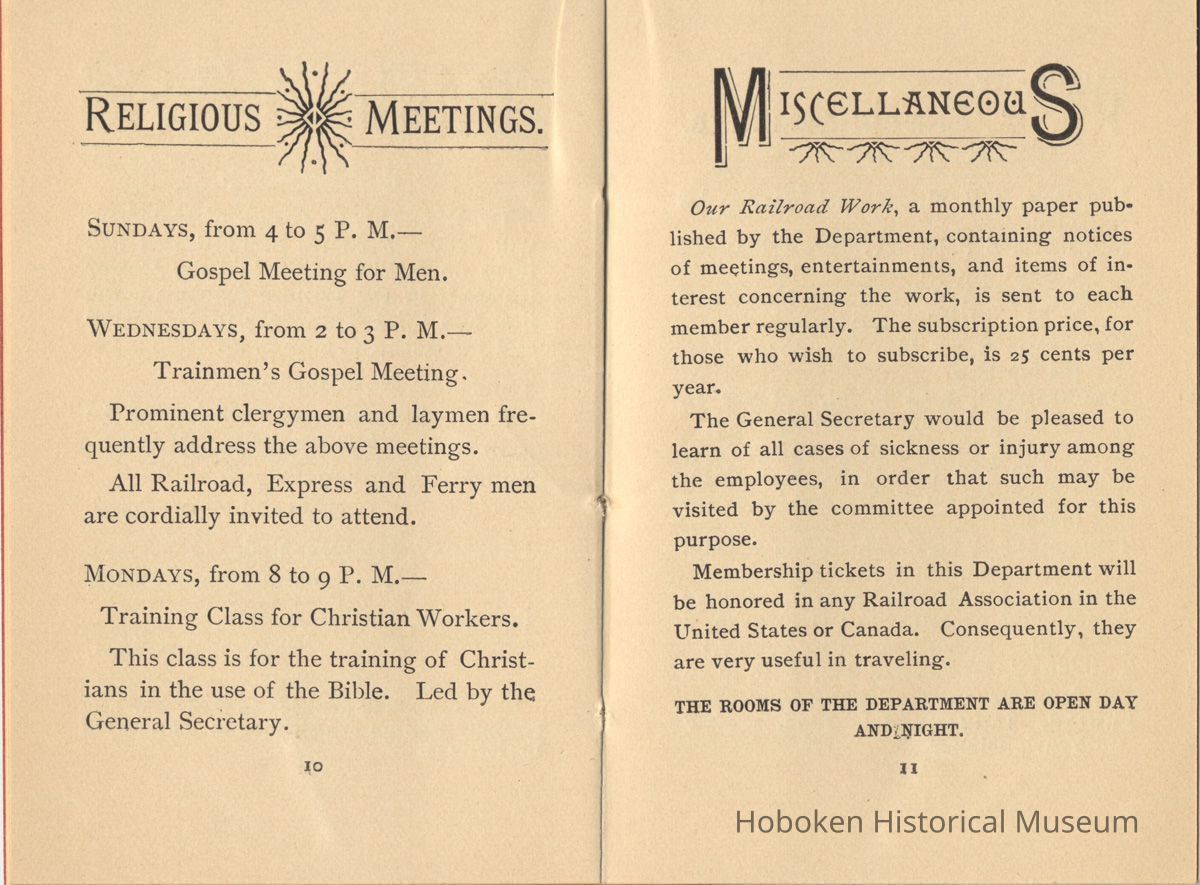 RELIGIOUS MEETINGS.
SUNDAYS, from 4 to 5 P. M.—
Gospel Meeting for Men.
WEDNESDAYS, from 2 to 3 P. M.—
Trainmen's Gospel Meeting.
Prominent clergymen and laymen fre-
quently address the above meetings.
All Railroad, Express and Ferry men
are cordially invited to attend.
MONDAYS, from 8 to 9 P. M.—
Training Class for Christian Workers.
This class is for the training of Christ-
ians in the use of the Bible. Led by the
General Secretary.
10
MISCELLANEOUS
Our Railroad Work, a monthly paper pub-
lished by the Department, containing notices
of meetings, entertainments, and items of in-
terest concerning the work, is sent to each
member regularly. The subscription price, for
those who wish to subscribe, is 25 cents per
year.
The General Secretary would be pleased to
learn of all cases of sickness or injury among
the employees, in order that such may be
visited by the committee appointed for this
purpose.
Membership tickets in this Department will
be honored in any Railroad Association in the
United States or Canada. Consequently, they
are very useful in traveling.
THE ROOMS OF THE DEPARTMENT ARE OPEN DAY
AND NIGHT.
11
Hoboken Historical Museum